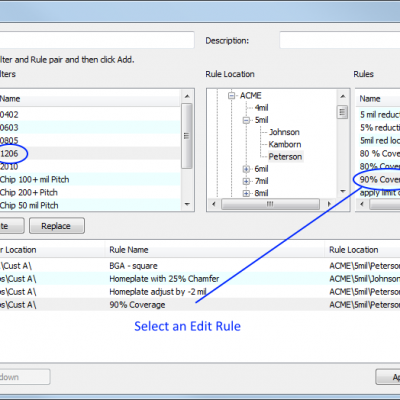 Description:
lter and Rule pair and then click Add.
lters
Rule Location
Rules
Name
0402
0603
0805
1206
2010
Chip 100+ mil Pitch
Chip 200+ Pitch
Chip 50 mil Pitch
ACME
4mil
5mil
Johnson
Kamborn
Peterson
6mil
7mil
8mil
Name
5 mil reduct
5% reducti
5mil red loc
80 % Cover
80% Covera
90% Cover
apply limit c
te
Replace
r Location
Rule Name
Rule Location
s\Cust A\
BGA - square
ACME\5mil\Peterson
s\Cust A\
Homeplate with 25% Chamfer
ACME\5mil\Johnson
s\Cust A\
Homeplate adjust by -2 mil
ACME\5mil\Peterso
s\Cust A\
90% Coverage
ACME\5mil\Peterso
Select an Edit Rule
down
Ap